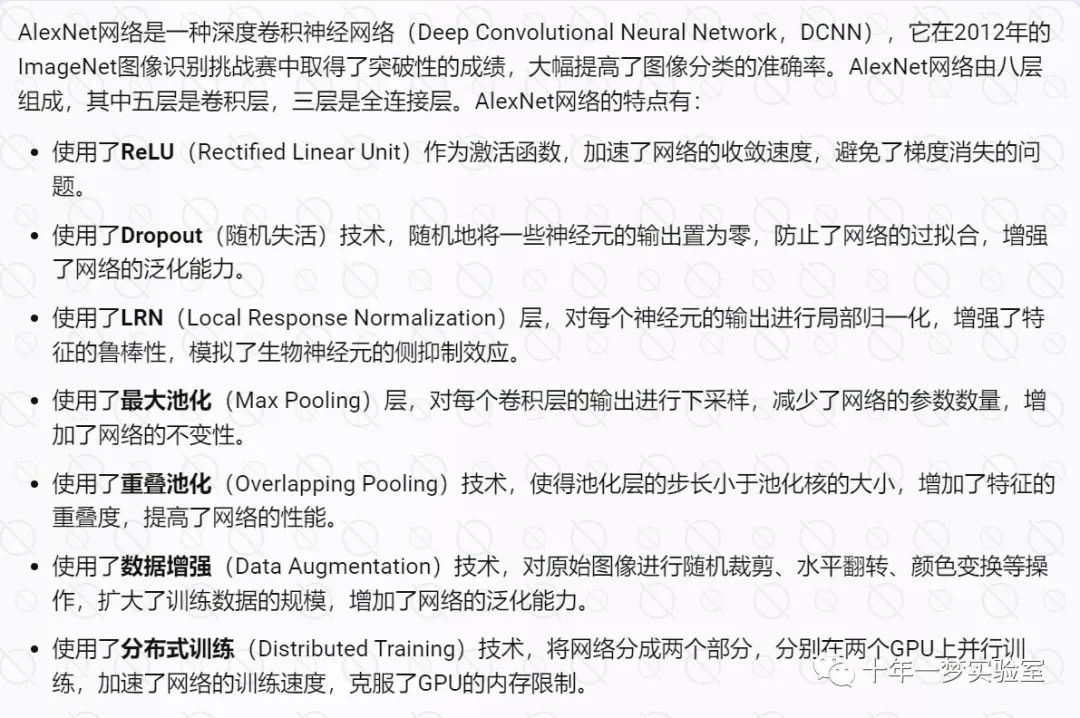 AlexNet网络是一种深度卷积神经网络（Deep Convolutional Neural Network，DCNN），它在2012年的
ImageNet图像识别挑战赛中取得了突破性的成绩，大幅提高了图像分类的准确率。AlexNet网络由八层
组成，其中五层是卷积层，三层是全连接层。AlexNet网络的特点有：
• 使用了ReLU（Rectified Linear Unit）作为激活函数，加速了网络的收敛速度，避免了梯度消失的问
题。
• 使用了Dropout（随机失活）技术，随机地将一些神经元的输出置为零，防止了网络的过拟合，增强
了网络的泛化能力。
• 使用了LRN（Local Response Normalization）层，对每个神经元的输出进行局部归一化，增强了特
征的鲁棒性，模拟了生物神经元的侧抑制效应。
• 使用了最大池化（Max Pooling）层，对每个卷积层的输出进行下采样，减少了网络的参数数量，增
加了网络的不变性。
• 使用了重叠池化（Overlapping Pooling）技术，使得池化层的步长小于池化核的大小，增加了特征的
重叠度，提高了网络的性能。
• 使用了数据增强（Data Augmentation）技术，对原始图像进行随机裁剪、水平翻转、颜色变换等操
作，扩大了训练数据的规模，增加了网络的泛化能力。
• 使用了分布式训练（Distributed Training）技术，将网络分成两个部分，分别在两个GPU上并行训
练，加速了网络的训练速度，克服了GPU的内存限制。
十年一梦实验室